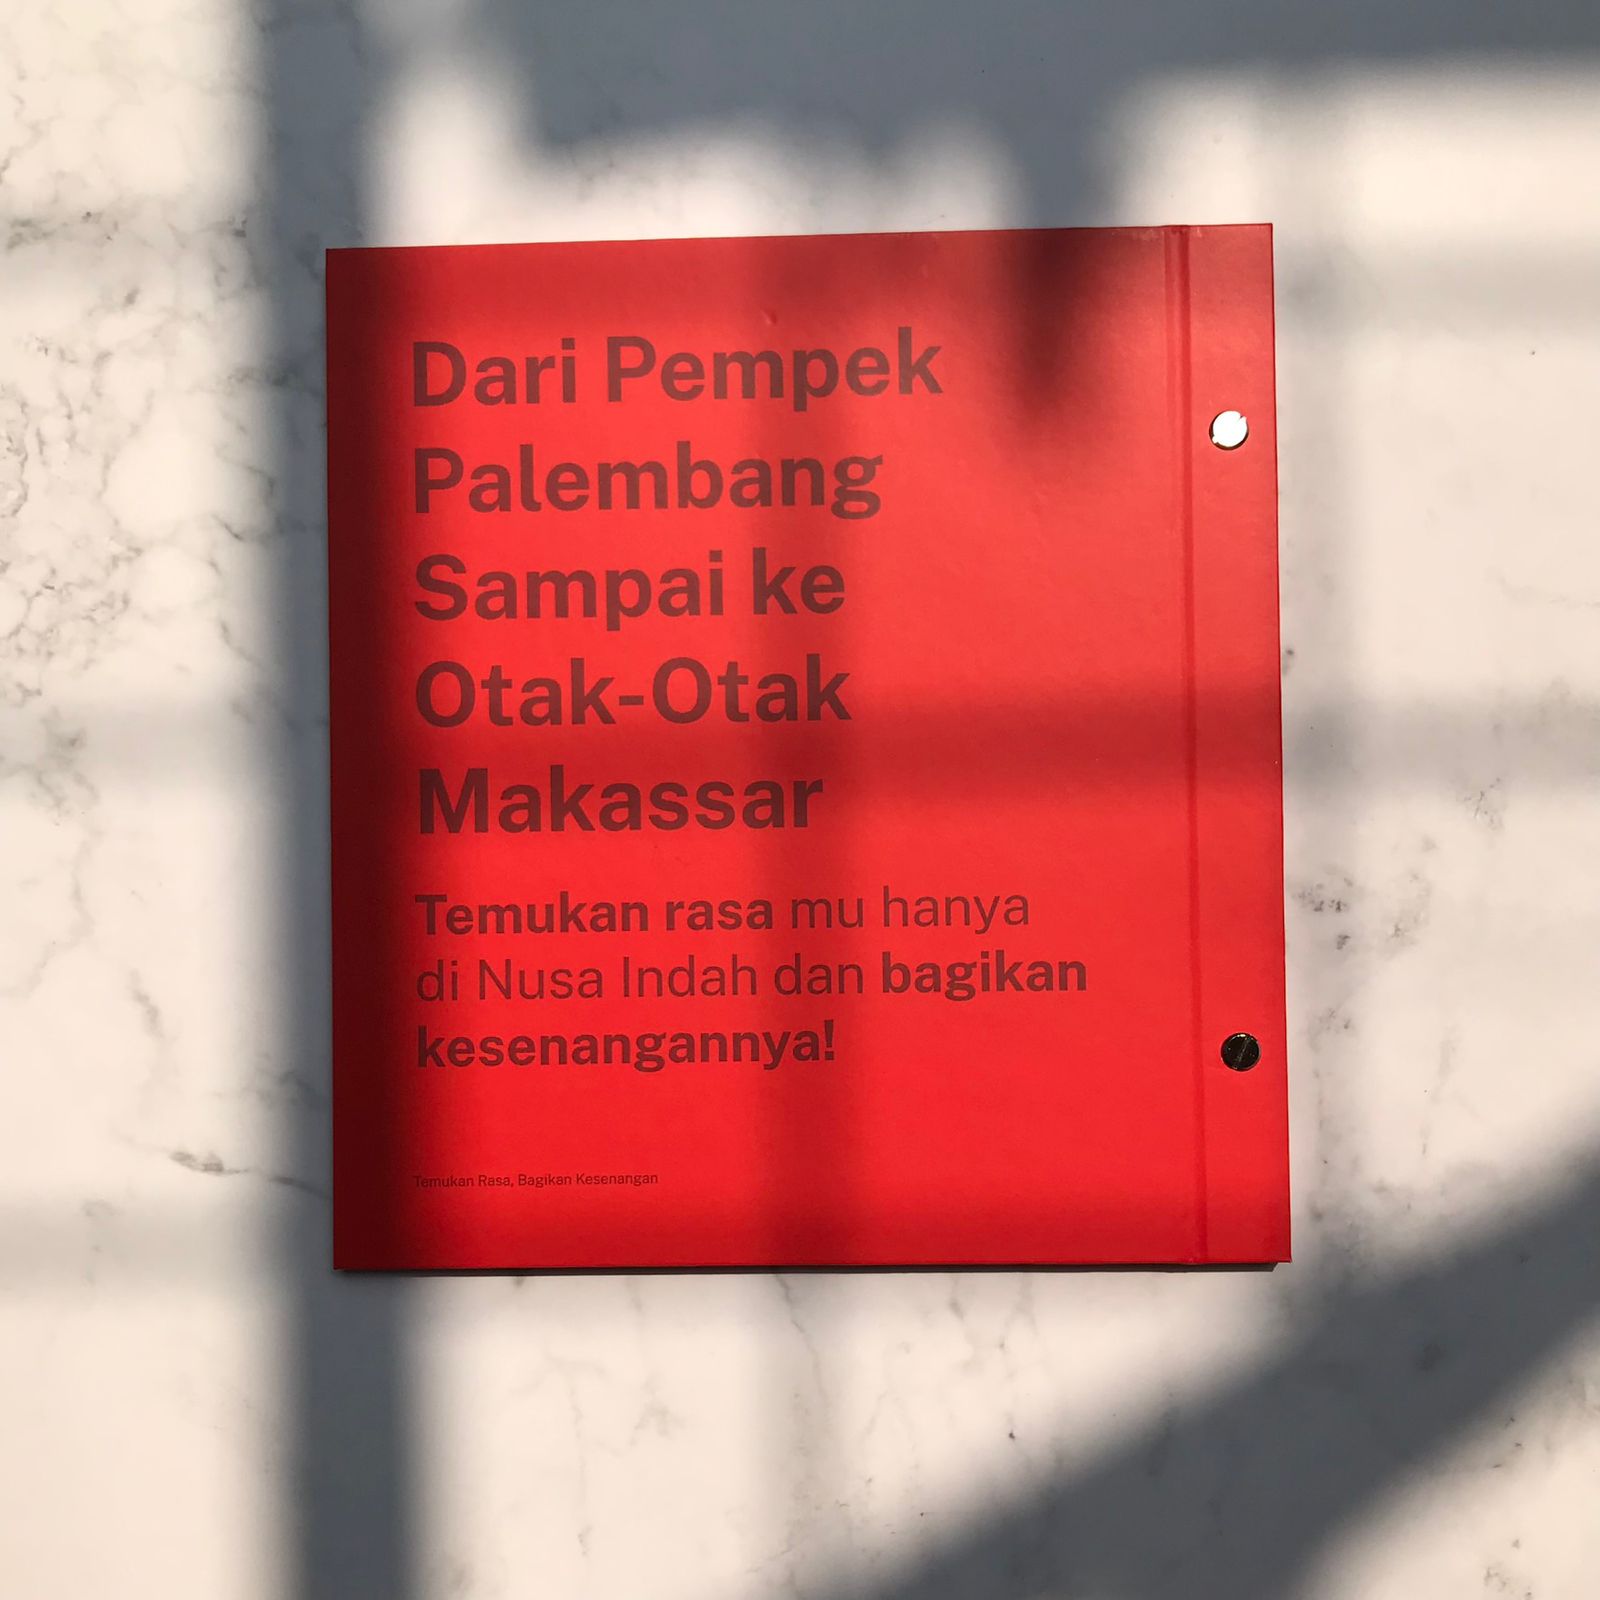 Dari Pempek
Palembang
Sampai ke
Otak-Otak
Makassar
Temukan rasa mu hanya
di Nusa Indah dan bagikan
kesenangannya!
Temukan Rasa, Bagikan Kesenangan